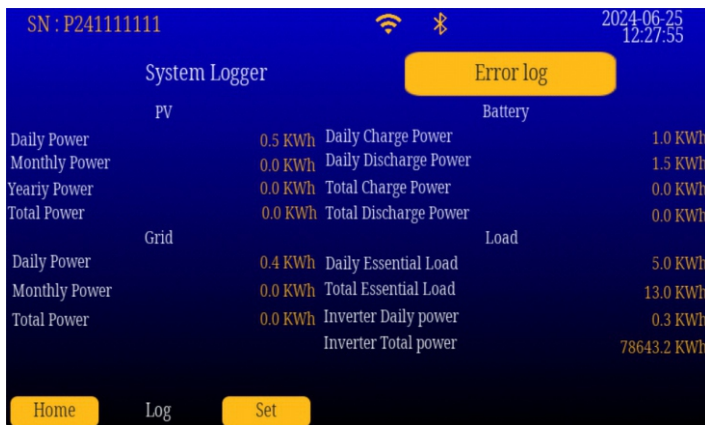 SN : P241111111
2024-06-25
12:27:55
System Logger
Error log
PV
Daily Power 0.5 KWh
Monthly Power 0.0 KWh
Yeariy Power 0.0 KWh
Total Power 0.0 KWh
Battery
Daily Charge Power 1.0 KWh
Daily Discharge Power 1.5 KWh
Total Charge Power 0.0 KWh
Total Discharge Power 0.0 KWh
Grid
Daily Power 0.4 KWh
Monthly Power 0.0 KWh
Total Power 0.0 KWh
Load
Daily Essential Load 5.0 KWh
Total Essential Load 13.0 KWh
Inverter Daily power 0.3 KWh
Inverter Total power 78643.2 KWh
Home Log Set